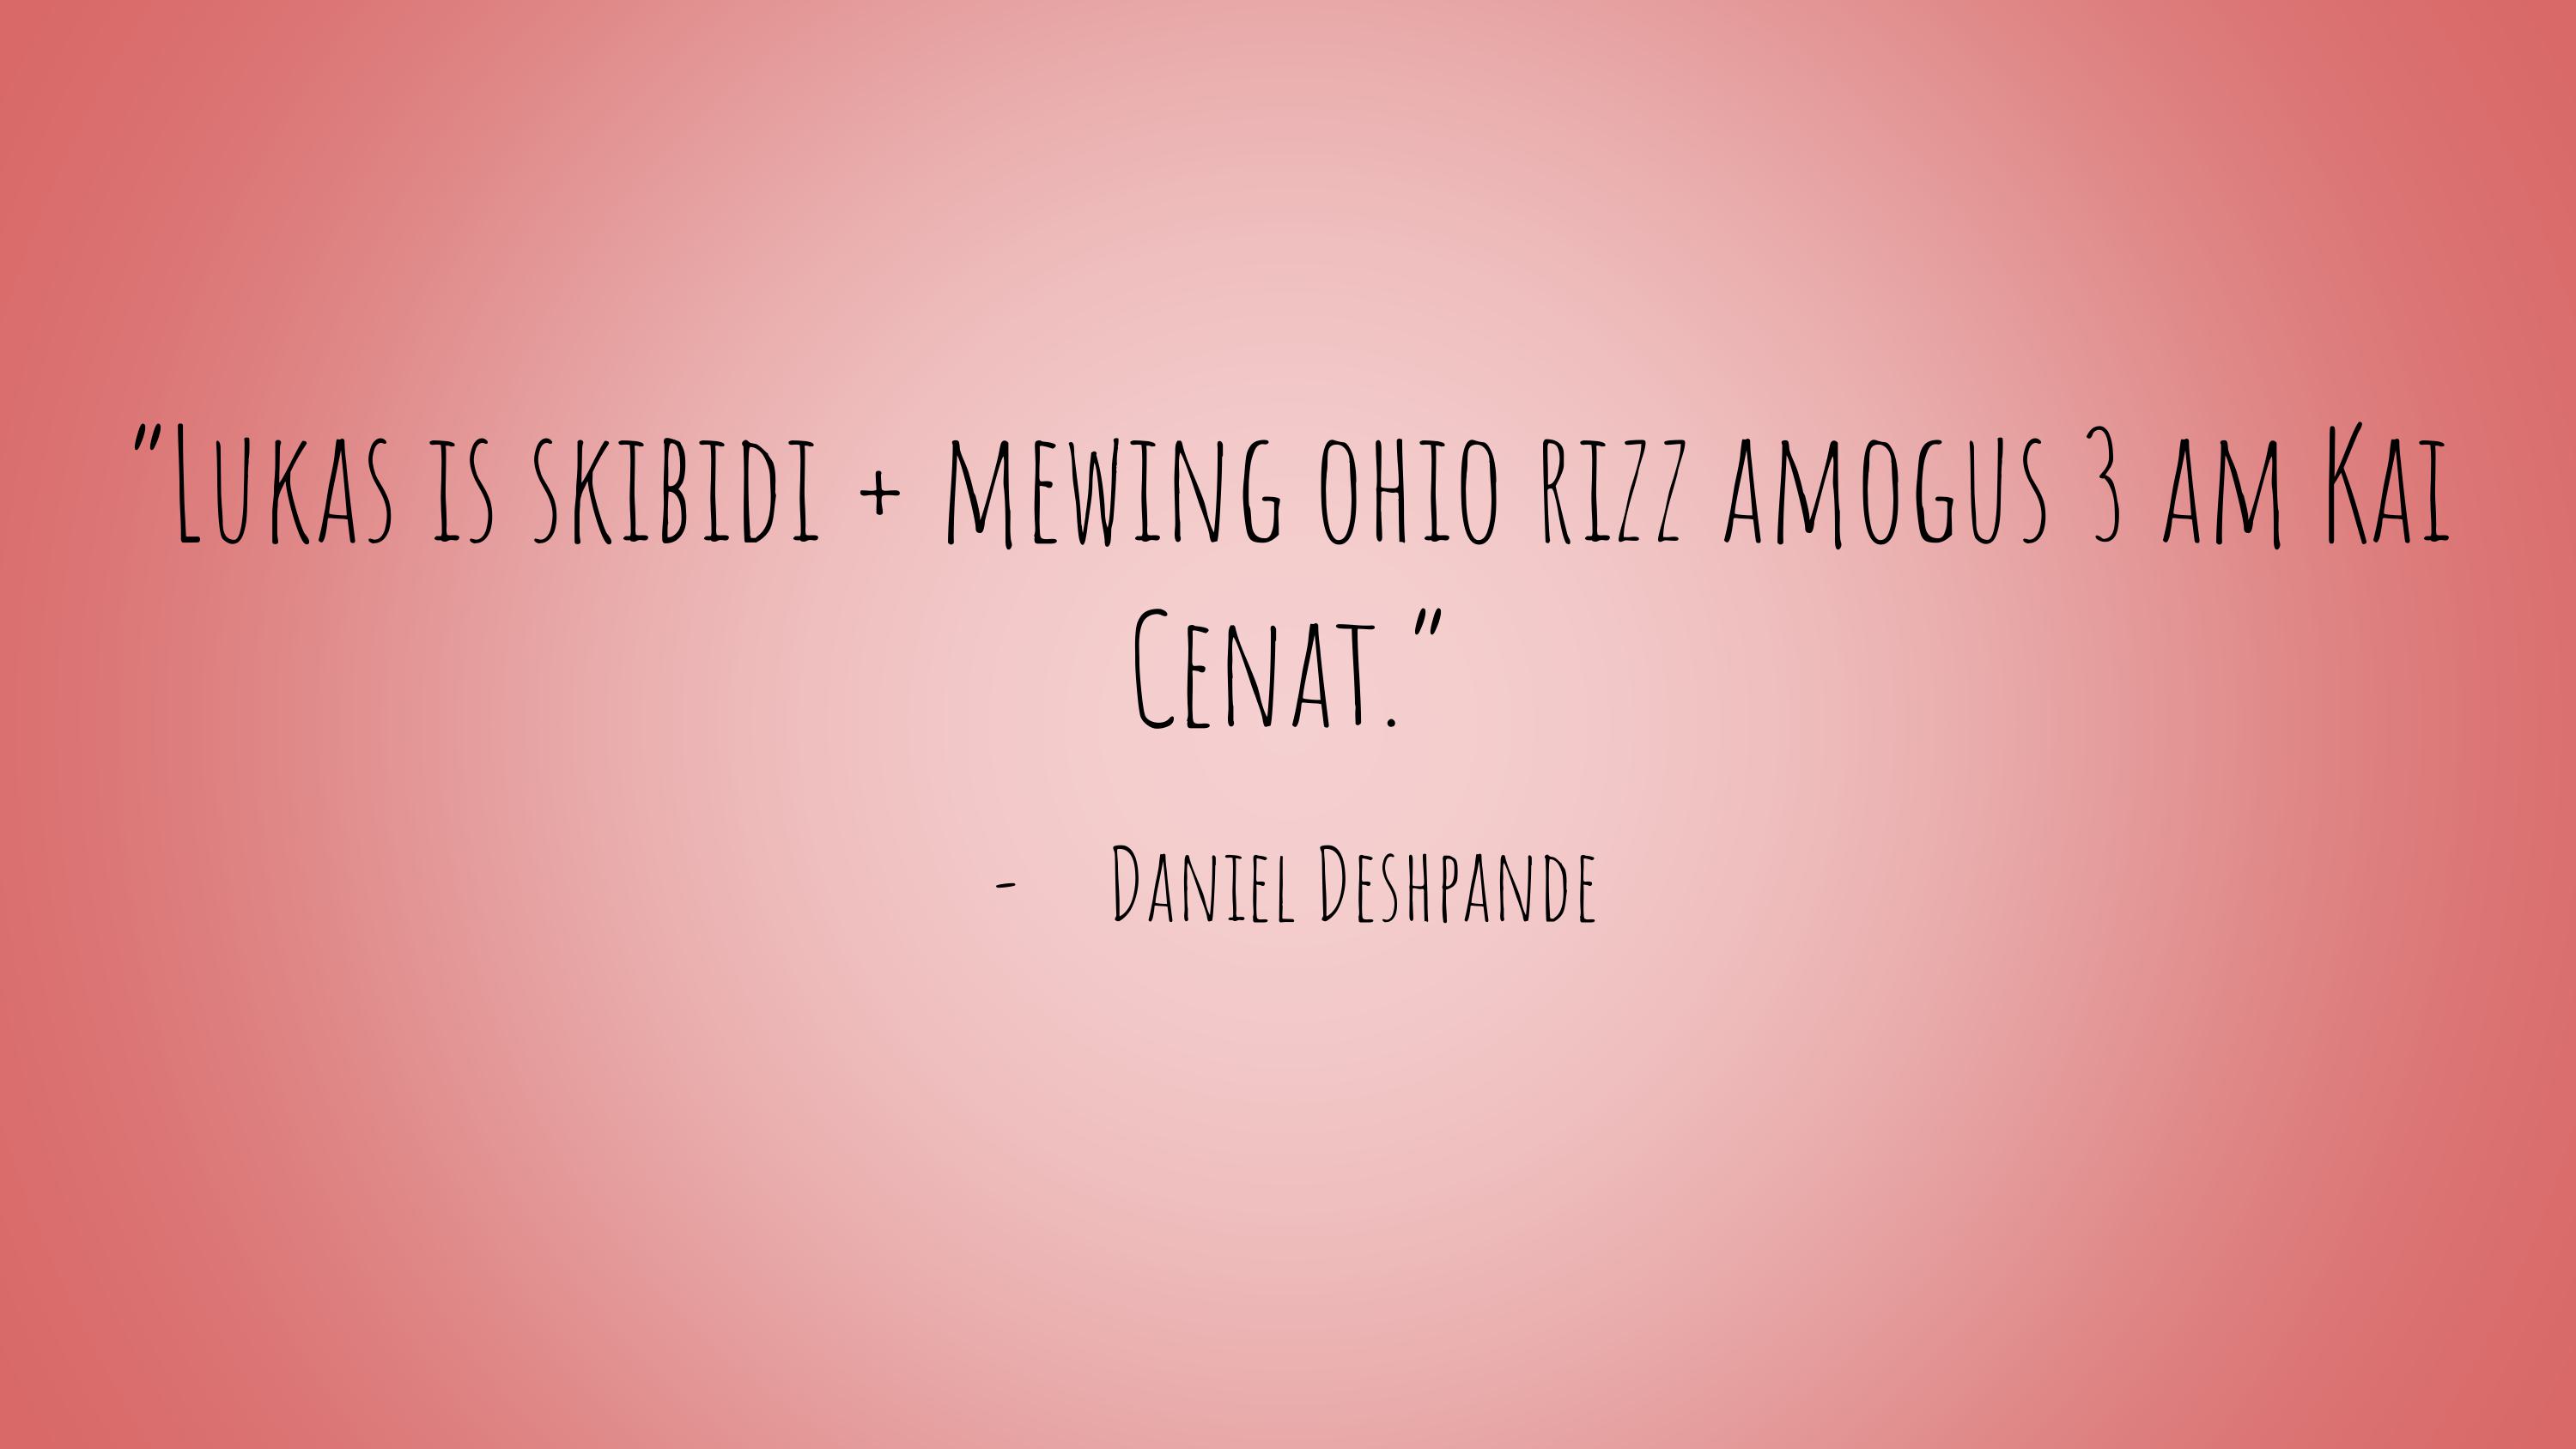 "Lukas is skibidi + mewing ohio rizz amogus 3 am Kai
Cenat."
- Daniel Deshpande